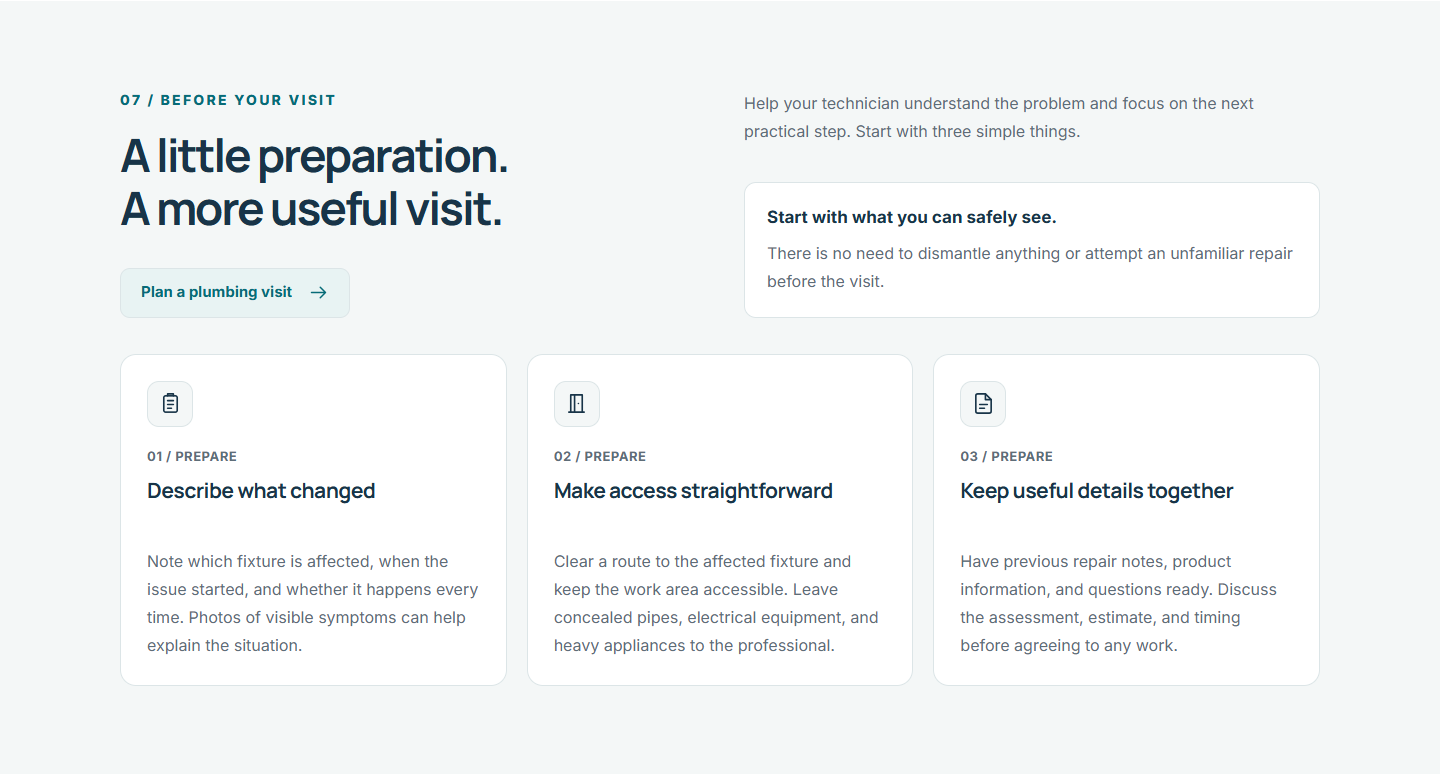 07 / BEFORE YOUR VISIT
A little preparation.
A more useful visit.
Plan a plumbing visit
Help your technician understand the problem and focus on the next
practical step. Start with three simple things.
Start with what you can safely see.
There is no need to dismantle anything or attempt an unfamiliar repair
before the visit.
01 / PREPARE
Describe what changed
Note which fixture is affected, when the
issue started, and whether it happens every
time. Photos of visible symptoms can help
explain the situation.
02 / PREPARE
Make access straightforward
Clear a route to the affected fixture and
keep the work area accessible. Leave
concealed pipes, electrical equipment, and
heavy appliances to the professional.
03 / PREPARE
Keep useful details together
Have previous repair notes, product
information, and questions ready. Discuss
the assessment, estimate, and timing
before agreeing to any work.